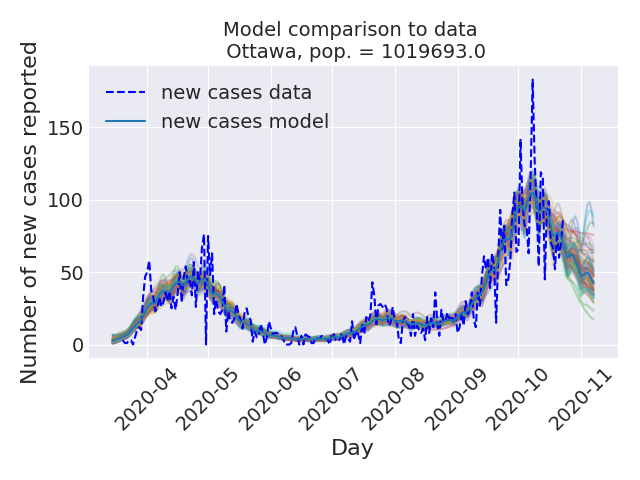 Model comparison to data
Ottawa, pop. = 1019693.0
Number of new cases reported
new cases data
new cases model
150
100
50
0
2020-04
2020-05
2020-06
2020-07
2020-08
2020-09
2020-10
2020-11
Day